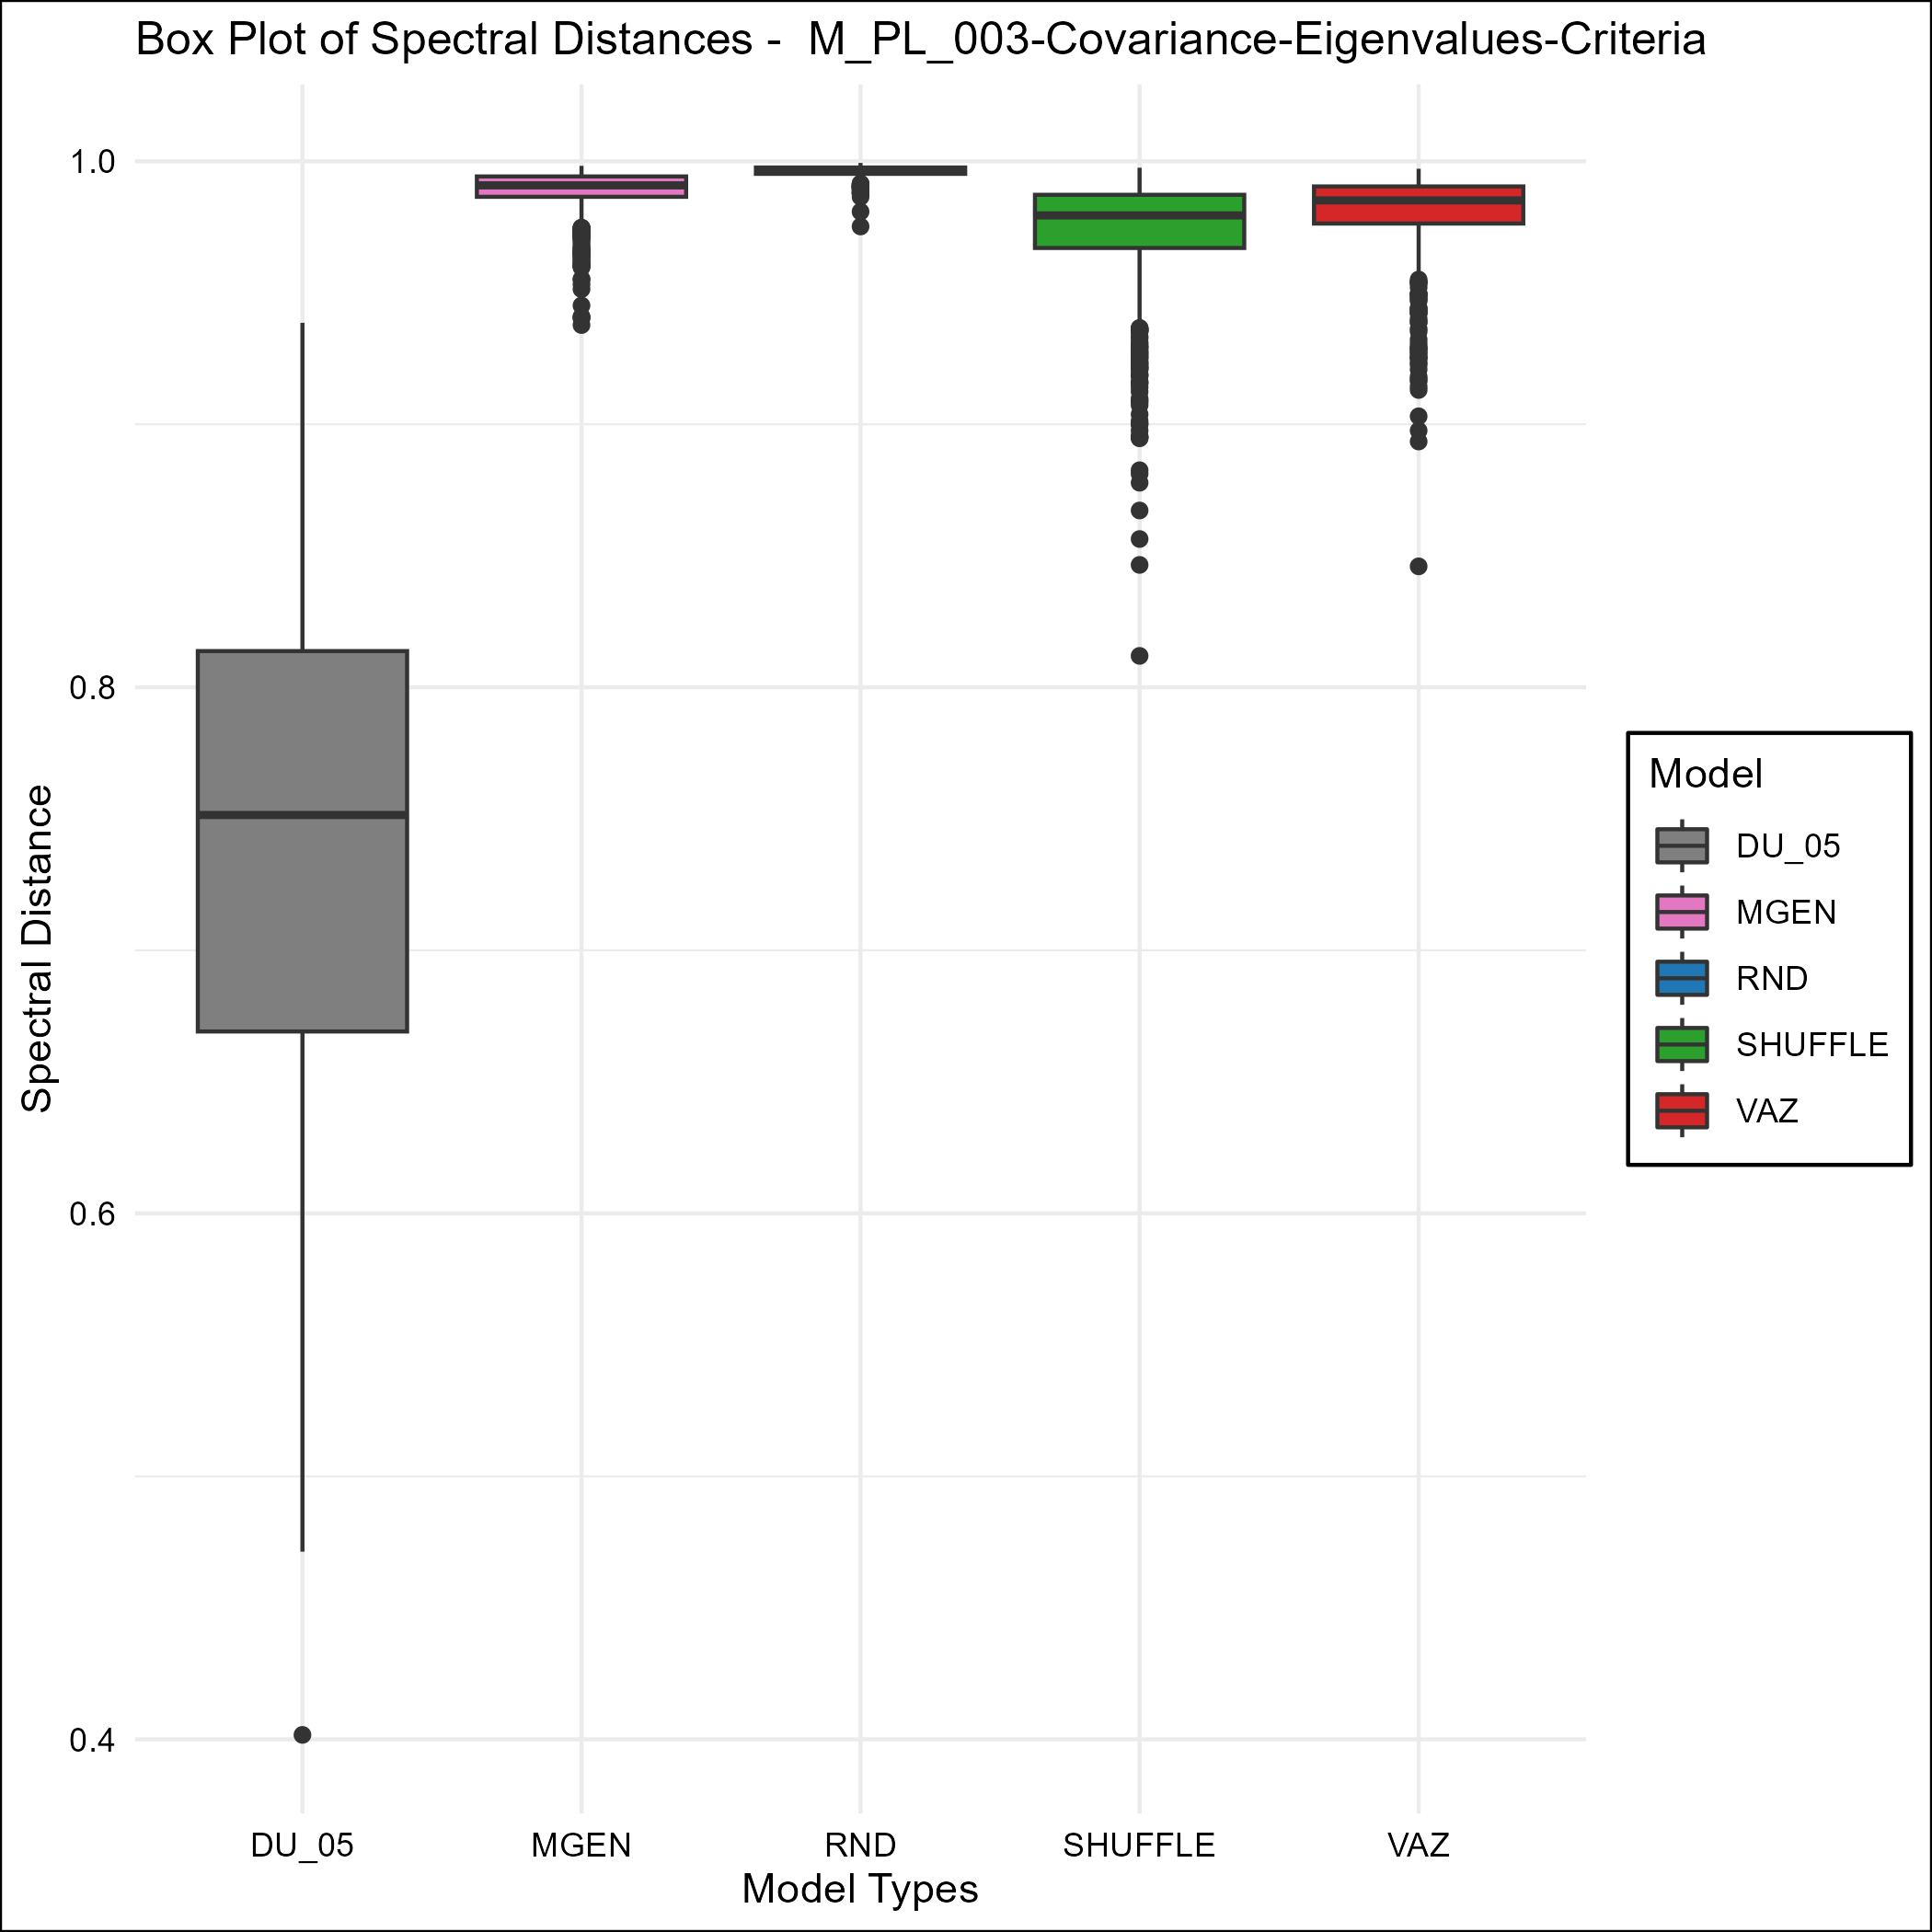 Box Plot of Spectral Distances -  M_PL_003-Covariance-Eigenvalues-Criteria
1.0
0.8
0.6
0.4
Spectral Distance
DU_05
MGEN
RND
SHUFFLE
VAZ
Model Types
Model
DU_05
MGEN
RND
SHUFFLE
VAZ